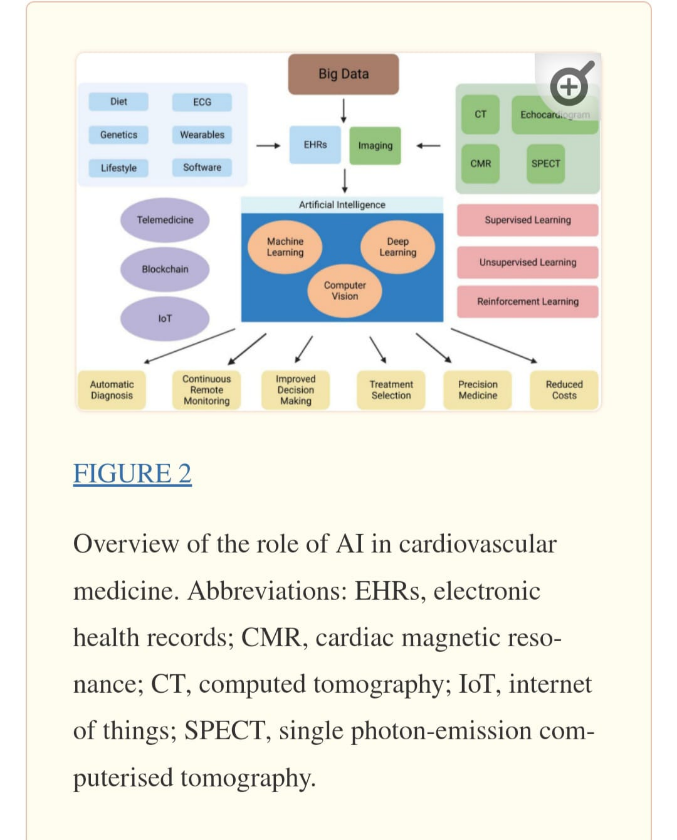 Big Data
Diet
ECG
Genetics
Wearables
Lifestyle
Software
EHRs
Imaging
CT
Echocardiogram
CMR
SPECT
Telemedicine
Blockchain
IoT
Artificial Intelligence
Machine
Learning
Deep
Learning
Computer
Vision
Supervised Learning
Unsupervised Learning
Reinforcement Learning
Automatic
Diagnosis
Continuous
Remote
Monitoring
Improved
Decision
Making
Treatment
Selection
Precision
Medicine
Reduced
Costs
FIGURE 2
Overview of the role of AI in cardiovascular
medicine. Abbreviations: EHRs, electronic
health records; CMR, cardiac magnetic reso-
nance; CT, computed tomography; IoT, internet
of things; SPECT, single photon-emission com-
puterised tomography.